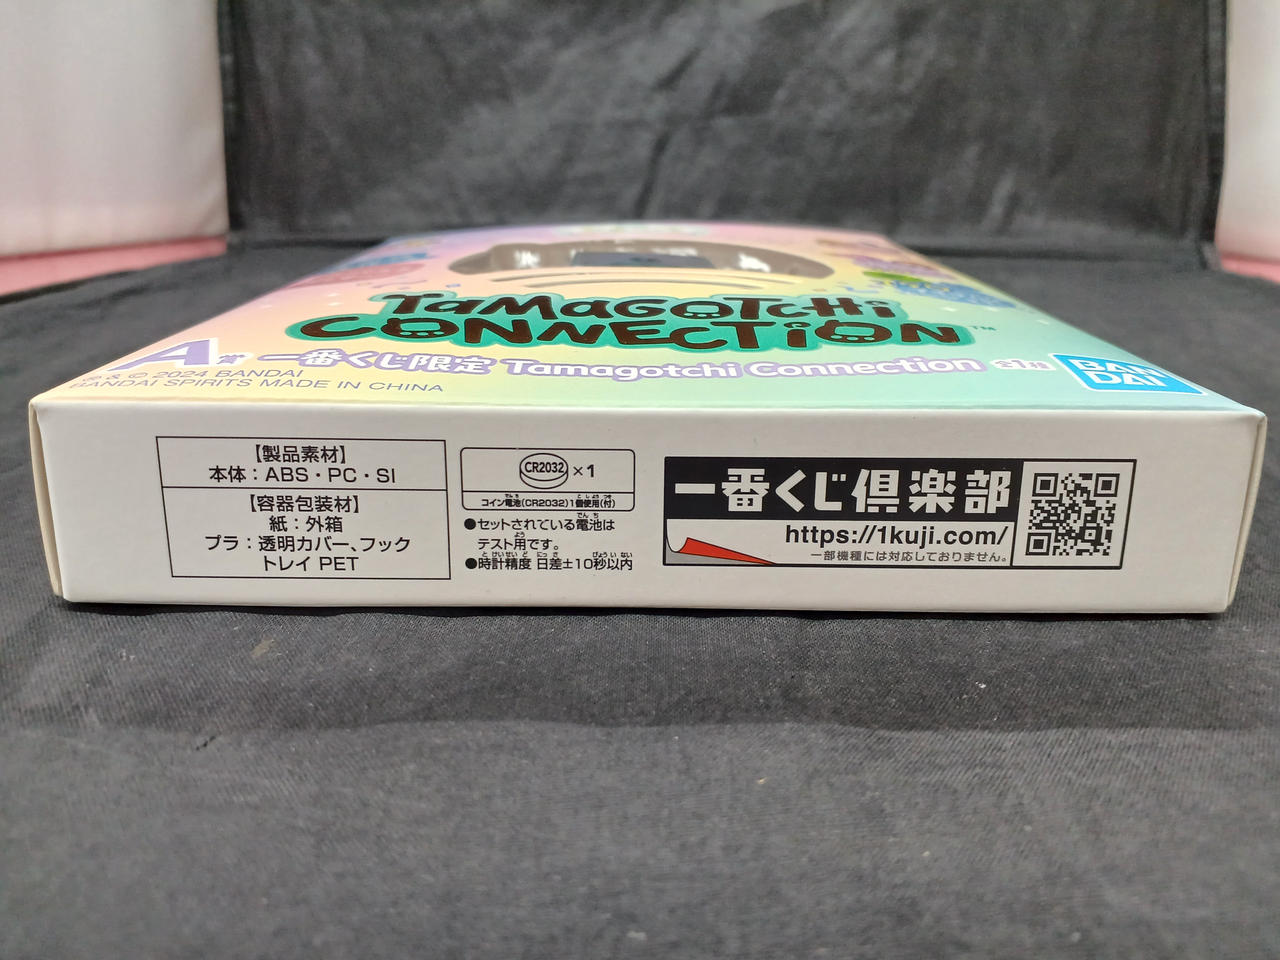 TaMaGOTCHi
CONNECTiON™
A賞 一番くじ限定 Tamagotchi Connection 全1種
BAN
DAI
© 2024 BANDAI
BANDAI SPIRITS MADE IN CHINA
【製品素材】
本体:ABS・PC・SI
【容器包装材】
紙:外箱
プラ:透明カバー、フック
トレイ PET
CR2032 ×1
コイン電池(CR2032)1個使用(付)
●セットされている電池は
テスト用です。
●時計精度 日差±10秒以内
一番くじ倶楽部
https://1kuji.com/
一部機種には対応しておりません。